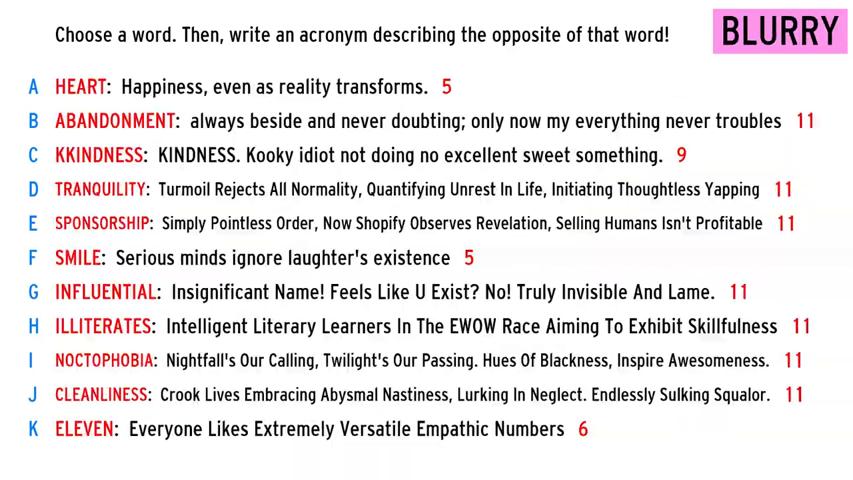 Choose a word. Then, write an acronym describing the opposite of that word! BLURRY
A HEART: Happiness, even as reality transforms. 5
B ABANDONMENT: always beside and never doubting; only now my everything never troubles 11
C KKINDNESS: KINDNESS. Kooky idiot not doing no excellent sweet something. 9
D TRANQUILITY: Turmoil Rejects All Normality, Quantifying Unrest In Life, Initiating Thoughtless Yapping 11
E SPONSORSHIP: Simply Pointless Order, Now Shopify Observes Revelation, Selling Humans Isn't Profitable 11
F SMILE: Serious minds ignore laughter's existence 5
G INFLUENTIAL: Insignificant Name! Feels Like U Exist? No! Truly Invisible And Lame. 11
H ILLITERATES: Intelligent Literary Learners In The EWOW Race Aiming To Exhibit Skillfulness 11
I NOCTOPHOBIA: Nightfall's Our Calling, Twilight's Our Passing. Hues Of Blackness, Inspire Awesomeness. 11
J CLEANLINESS: Crook Lives Embracing Abysmal Nastiness, Lurking In Neglect. Endlessly Sulking Squalor. 11
K ELEVEN: Everyone Likes Extremely Versatile Empathic Numbers 6